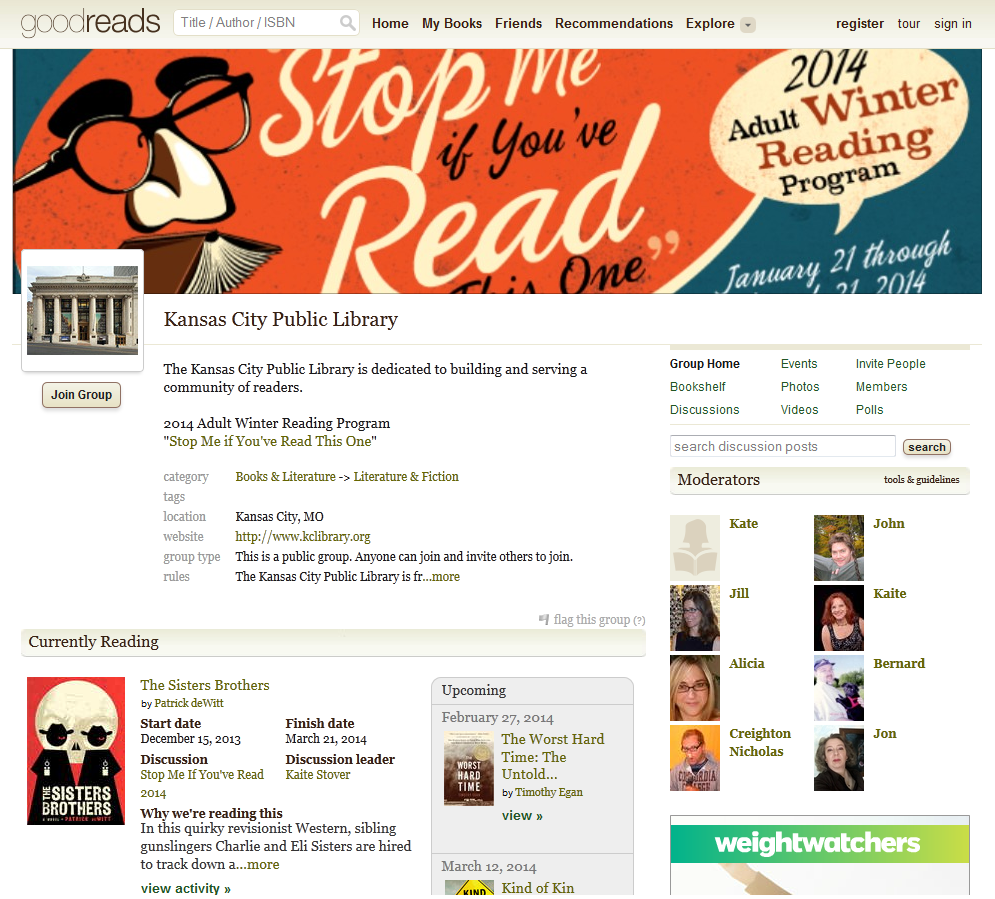 goodreads
Title / Author / ISBN
Home My Books Friends Recommendations Explore
register tour sign in
Stop Me
if You've
Read
This One"
2014
Adult Winter
Reading
Program
January 21 through
21, 2014
Kansas City Public Library
Join Group
The Kansas City Public Library is dedicated to building and serving a
community of readers.
2014 Adult Winter Reading Program
"Stop Me if You've Read This One"
category Books & Literature -> Literature & Fiction
tags
location Kansas City, MO
website http://www.kclibrary.org
group type This is a public group. Anyone can join and invite others to join.
rules The Kansas City Public Library is fr...more
flag this group (?)
Group Home Events Invite People
Bookshelf Photos Members
Discussions Videos Polls
search discussion posts search
Moderators tools & guidelines
Kate John
Jill Kaite
Alicia Bernard
Creighton Jon
Nicholas
weightwatchers
Currently Reading
THE
SISTERS
BROTHERS
A NOVEL • PATRICK DEWITT
The Sisters Brothers
by Patrick deWitt
Start date Finish date
December 15, 2013 March 21, 2014
Discussion Discussion leader
Stop Me If You've Read Kaite Stover
2014
Why we're reading this
In this quirky revisionist Western, sibling
gunslingers Charlie and Eli Sisters are hired
to track down a...more
view activity »
Upcoming
February 27, 2014
WORST
HARD
TIME
The Worst Hard
Time: The
Untold...
by Timothy Egan
view »
March 12, 2014
KIND
Kind of Kin